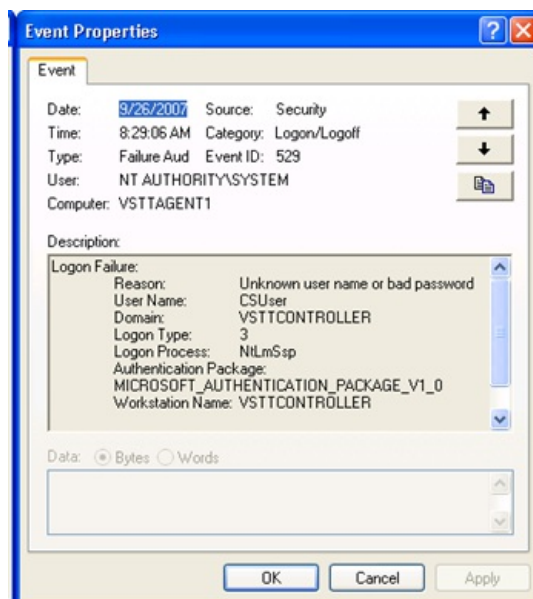 Event Properties
Event
Date: 9/26/2007 Source: Security
Time: 8:29:06 AM Category: Logon/Logoff
Type: Failure Aud Event ID: 529
User: NT AUTHORITY\SYSTEM
Computer: VSTTAGENT1
Description:
Logon Failure:
Reason: Unknown user name or bad password
User Name: CSUser
Domain: VSTTCONTROLLER
Logon Type: 3
Logon Process: NtLmSsp
Authentication Package:
MICROSOFT_AUTHENTICATION_PACKAGE_V1_0
Workstation Name: VSTTCONTROLLER
Data: Bytes Words
OK Cancel Apply